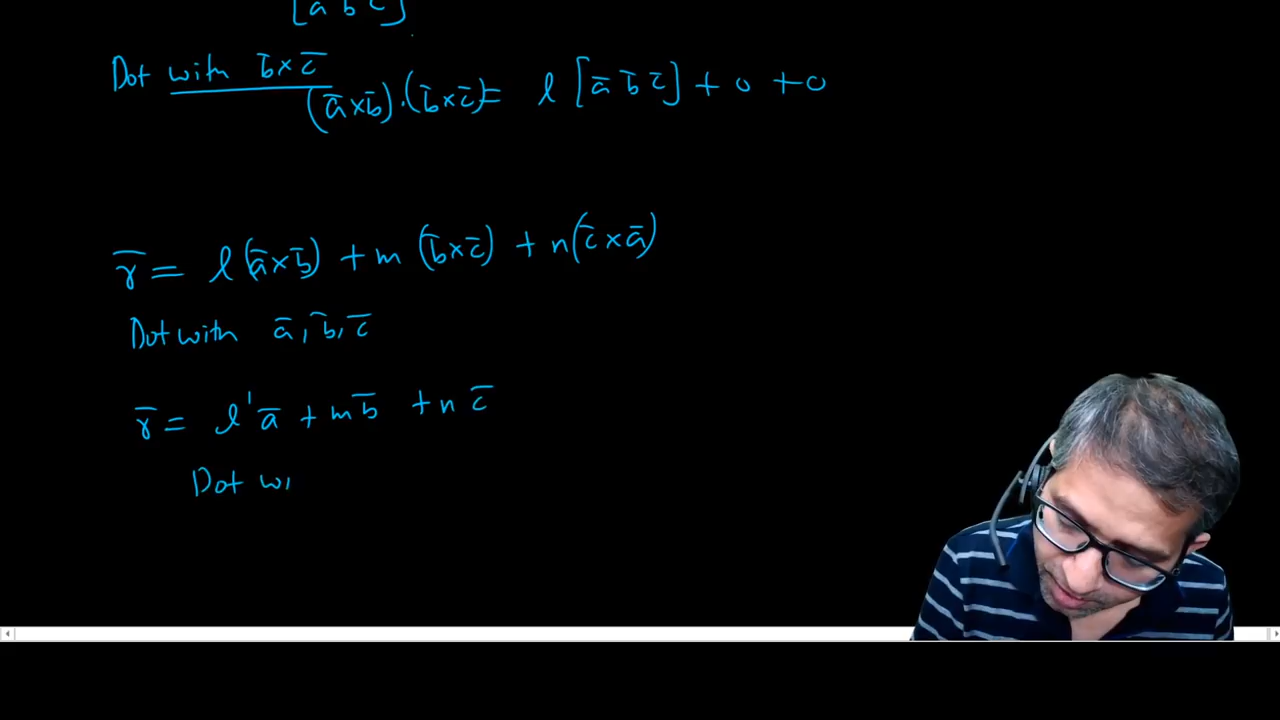 [a̅ b̅ c̅]
Dot with b̅×c̅
(a̅×b̅)·(b̅×c̅) = l [a̅ b̅ c̅] + 0 + 0
r̅ = l(a̅×b̅) + m (b̅×c̅) + n(c̅×a̅)
Dot with a̅, b̅, c̅
r̅ = l' a̅ + m b̅ + n c̅
Dot wi